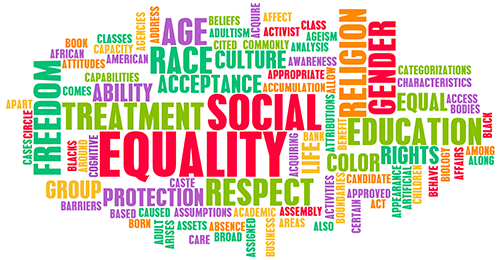 BOOK
CLASSES
AGENCIES
ADDRESS
AGE
BELIEFS
ACQUIRE
AFFECT
CLASS
AFRICAN
CAPACITY
ADULTISM
ACTIVIST
AGEISM
ATTITUDES
AMERICAN
CITED COMMONLY
ANALYSIS
RACE
CULTURE
AWARENESS
CAPABILITIES
ACCEPTANCE
APPROPRIATE
ALLOW
RELIGION
GENDER
CATEGORIZATIONS
CHARACTERISTICS
FREEDOM
COMES
ABILITY
ACCUMULATION
ATTRIBUTIONS
EQUAL
ACCESS
BODIES
APART
CIRCLE
CASES
TREATMENT
SOCIAL
BENEFIT
BLACK
EDUCATION
BLACKS
AROUND
COGNITIVE
EQUALITY
ACQUIRING
LIFE
BANK
COLOR
RIGHTS
AMONG
ALONG
AFFAIRS
BIOLOGY
BEHAVE
CHILDREN
ARTIFICIAL
APPEARANCE
GROUP
BARRIERS
CASTE
PROTECTION
RESPECT
ACTIVITIES
BOUNDARIES
CANDIDATE
CERTAIN
APPROVED
ACT
BASED
CAUSED
ASSUMPTIONS
ACADEMIC
ASSEMBLY
BORN
ADULT
ARISES
ASSETS
ABSENCE
BUSINESS
AREAS
ALSO
CARE
BROAD
ASSIGNED